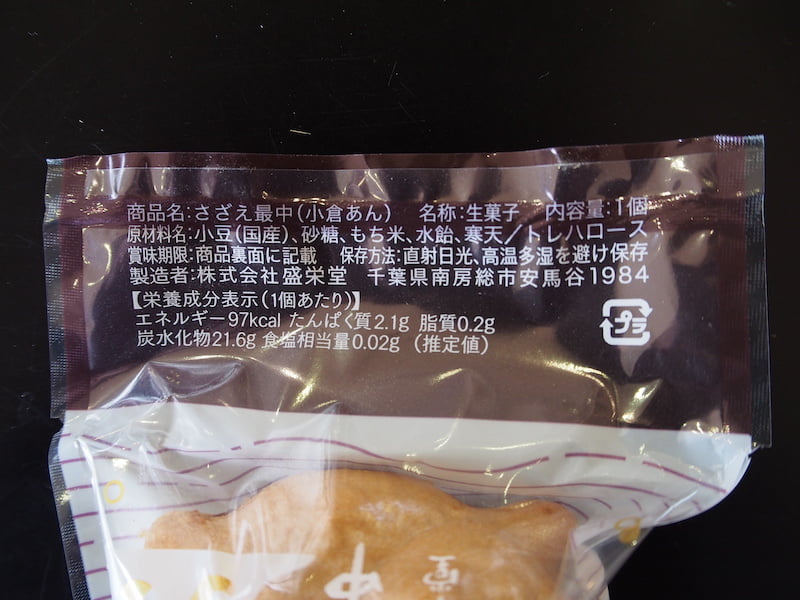 商品名:さざえ最中(小倉あん)　名称:生菓子　内容量:1個
原材料名:小豆(国産)、砂糖、もち米、水飴、寒天／トレハロース
賞味期限:商品裏面に記載　保存方法:直射日光、高温多湿を避け保存
製造者:株式会社盛栄堂　千葉県南房総市安馬谷1984
【栄養成分表示(1個あたり)】
エネルギー97kcal たんぱく質2.1g 脂質0.2g
炭水化物21.6g 食塩相当量0.02g (推定値)
プラ